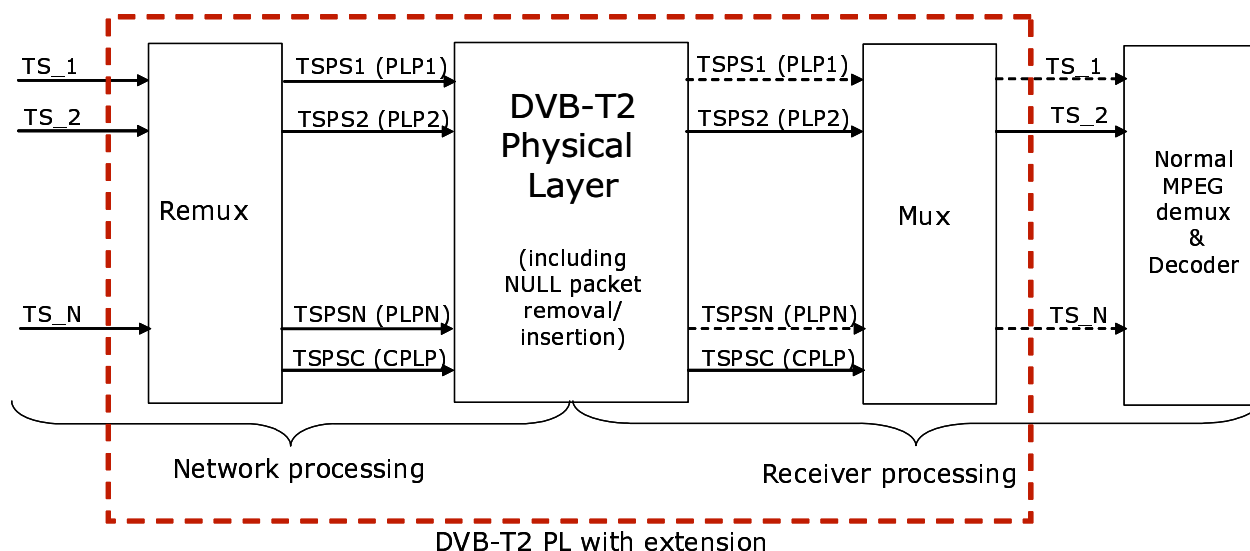 TS_1
TS_2
TS_N
Remux
TSPS1 (PLP1)
TSPS2 (PLP2)
TSPSN (PLPN)
TSPSC (CPLP)
DVB-T2
Physical
Layer
(including
NULL packet
removal/
insertion)
TSPS1 (PLP1)
TSPS2 (PLP2)
TSPSN (PLPN)
TSPSC (CPLP)
Mux
TS_1
TS_2
TS_N
Normal
MPEG
demux
&
Decoder
Network processing
Receiver processing
DVB-T2 PL with extension